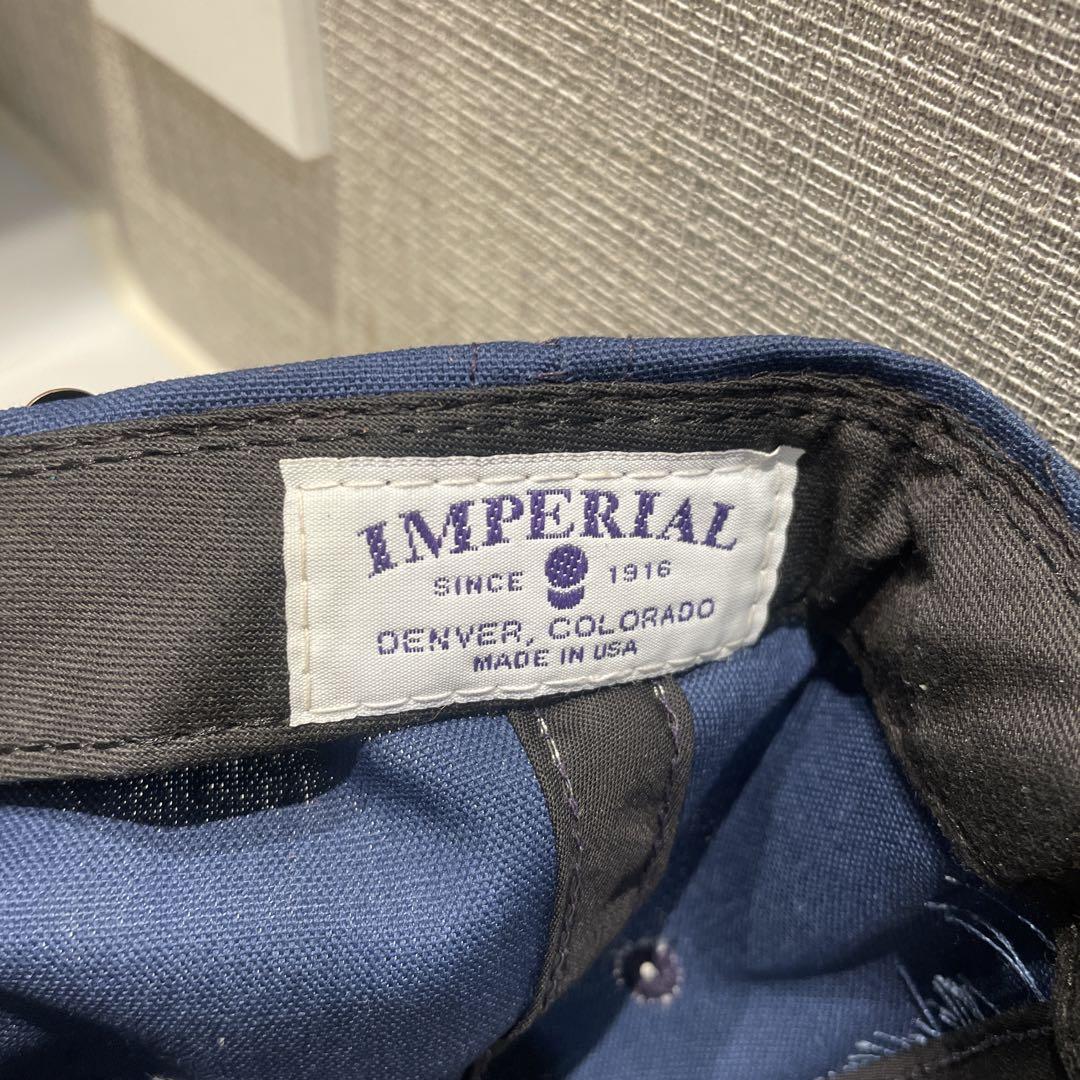 IMPERIAL
SINCE 1916
DENVER, COLORADO
MADE IN USA